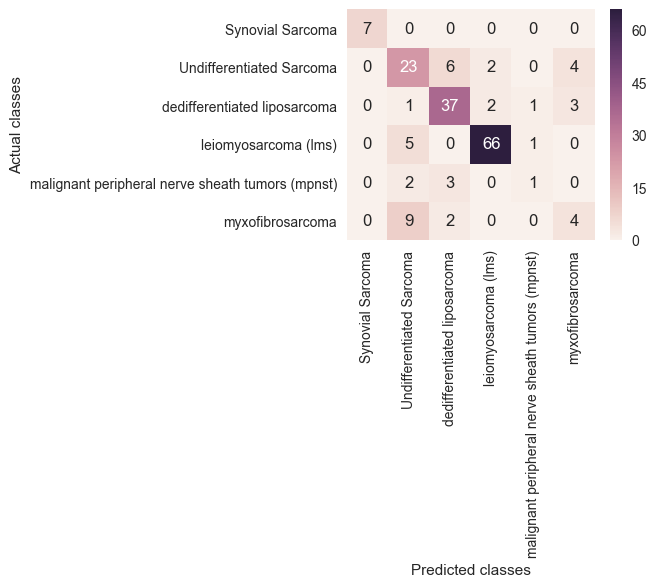 Actual classes
Synovial Sarcoma 7 0 0 0 0 0
Undifferentiated Sarcoma 0 23 6 2 0 4
dedifferentiated liposarcoma 0 1 37 2 1 3
leiomyosarcoma (lms) 0 5 0 66 1 0
malignant peripheral nerve sheath tumors (mpnst) 0 2 3 0 1 0
myxofibrosarcoma 0 9 2 0 0 4
Synovial Sarcoma
Undifferentiated Sarcoma
dedifferentiated liposarcoma
leiomyosarcoma (lms)
malignant peripheral nerve sheath tumors (mpnst)
myxofibrosarcoma
Predicted classes
60
45
30
15
0